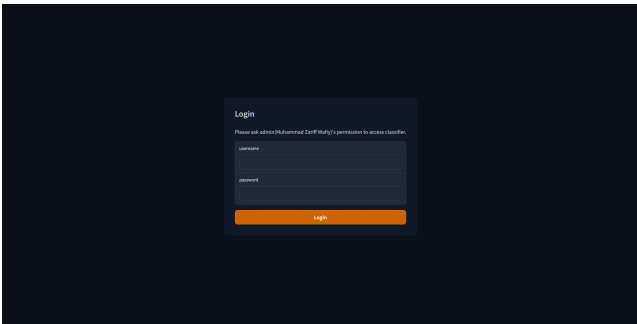 Login
Please ask admin(Muhammad Zariff Wafiy)'s permission to access classifier.
username
password
Login